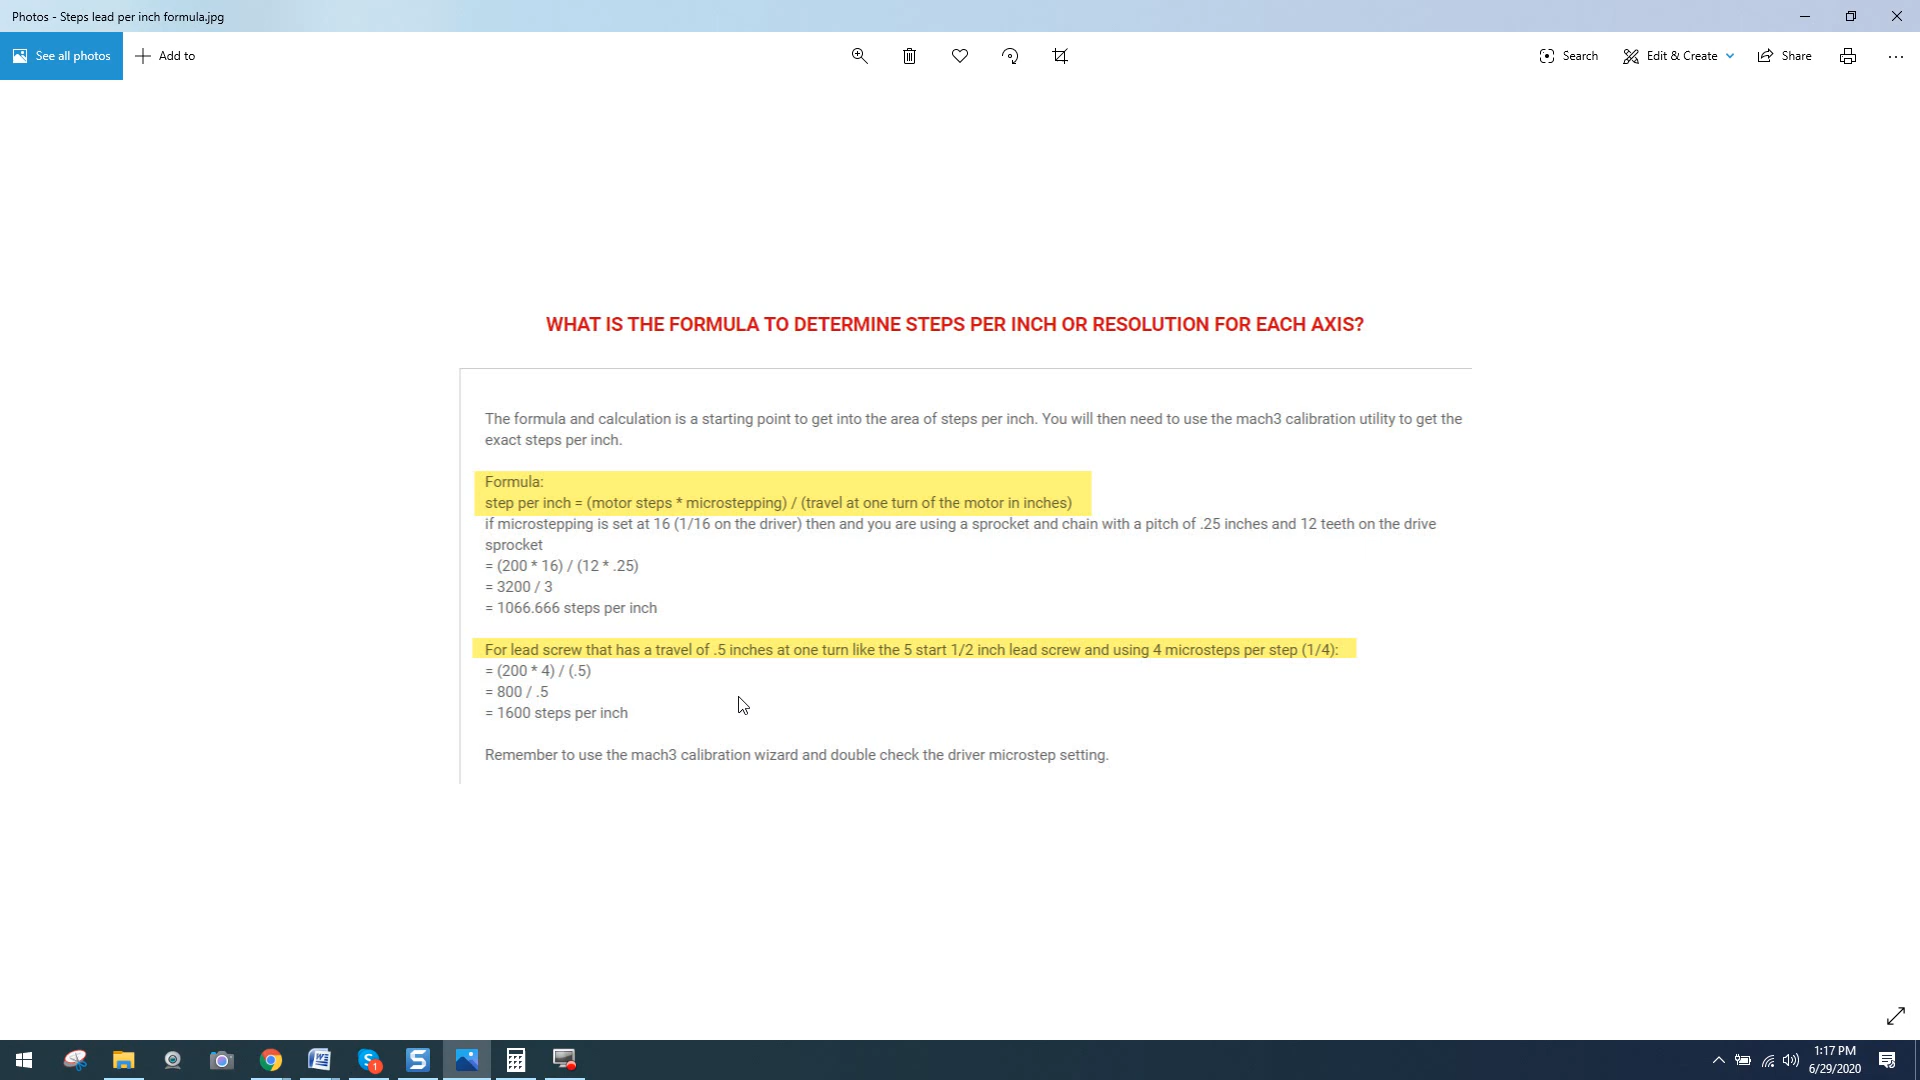 Photos - Steps lead per inch formula.jpg
See all photos
Add to
Search
Edit & Create
Share
WHAT IS THE FORMULA TO DETERMINE STEPS PER INCH OR RESOLUTION FOR EACH AXIS?
The formula and calculation is a starting point to get into the area of steps per inch. You will then need to use the mach3 calibration utility to get the
exact steps per inch.
Formula:
step per inch = (motor steps * microstepping) / (travel at one turn of the motor in inches)
if microstepping is set at 16 (1/16 on the driver) then and you are using a sprocket and chain with a pitch of .25 inches and 12 teeth on the drive
sprocket
= (200 * 16) / (12 * .25)
= 3200 / 3
= 1066.666 steps per inch
For lead screw that has a travel of .5 inches at one turn like the 5 start 1/2 inch lead screw and using 4 microsteps per step (1/4):
= (200 * 4) / (.5)
= 800 / .5
= 1600 steps per inch
Remember to use the mach3 calibration wizard and double check the driver microstep setting.
1
1:17 PM
6/29/2020